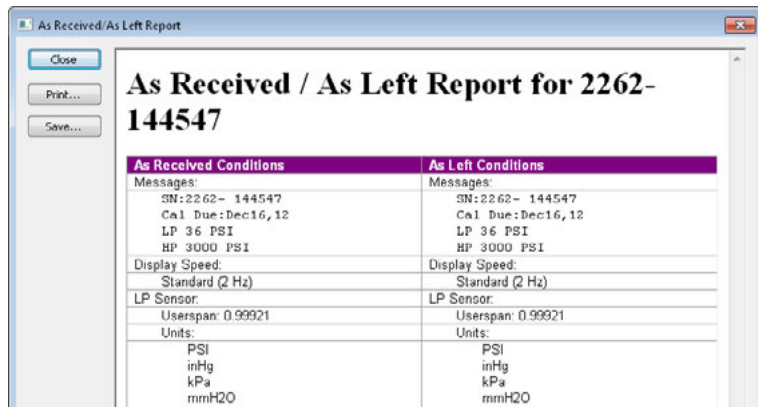 As Received/As Left Report
Close
Print...
Save...
As Received / As Left Report for 2262-
144547
As Received Conditions As Left Conditions
Messages: Messages:
SN:2262- 144547 SN:2262- 144547
Cal Due:Dec16,12 Cal Due:Dec16,12
LP 36 PSI LP 36 PSI
HP 3000 PSI HP 3000 PSI
Display Speed: Display Speed:
Standard (2 Hz) Standard (2 Hz)
LP Sensor: LP Sensor:
Userspan: 0.99921 Userspan: 0.99921
Units: Units:
PSI PSI
inHg inHg
kPa kPa
mmH2O mmH2O